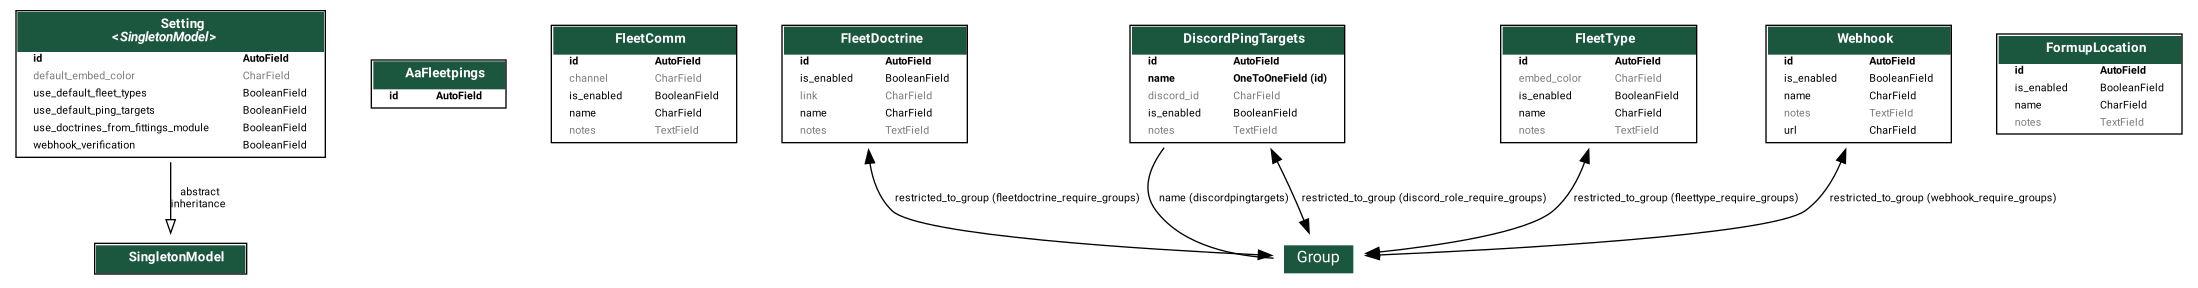 Setting
<SingletonModel>
id AutoField
default_embed_color CharField
use_default_fleet_types BooleanField
use_default_ping_targets BooleanField
use_doctrines_from_fittings_module BooleanField
webhook_verification BooleanField
AaFleetpings
id AutoField
FleetComm
id AutoField
channel CharField
is_enabled BooleanField
name CharField
notes TextField
FleetDoctrine
id AutoField
is_enabled BooleanField
link CharField
name CharField
notes TextField
DiscordPingTargets
id AutoField
name OneToOneField (id)
discord_id CharField
is_enabled BooleanField
notes TextField
FleetType
id AutoField
embed_color CharField
is_enabled BooleanField
name CharField
notes TextField
Webhook
id AutoField
is_enabled BooleanField
name CharField
notes TextField
url CharField
FormupLocation
id AutoField
is_enabled BooleanField
name CharField
notes TextField
abstract
inheritance
restricted_to_group (fleetdoctrine_require_groups)
name (discordpingtargets)
restricted_to_group (discord_role_require_groups)
restricted_to_group (fleettype_require_groups)
restricted_to_group (webhook_require_groups)
SingletonModel
Group